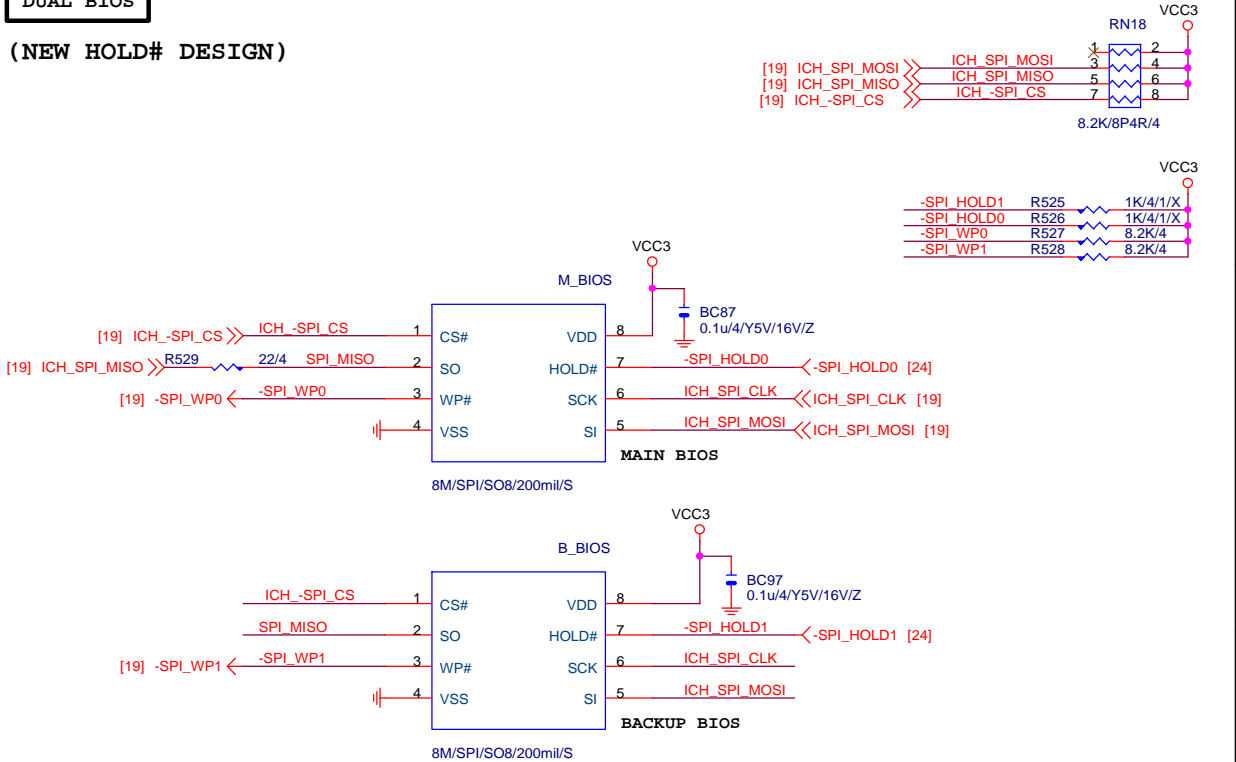 DUAL BIOS
(NEW HOLD# DESIGN)
VCC3
RN18
1 2
[19] ICH_SPI_MOSI ICH_SPI_MOSI 3 4
[19] ICH_SPI_MISO ICH_SPI_MISO 5 6
[19] ICH_-SPI_CS ICH_-SPI_CS 7 8
8.2K/8P4R/4
VCC3
-SPI_HOLD1 R525 1K/4/1/X
-SPI_HOLD0 R526 1K/4/1/X
-SPI_WP0 R527 8.2K/4
-SPI_WP1 R528 8.2K/4
VCC3
M_BIOS
BC87
0.1u/4/Y5V/16V/Z
[19] ICH_-SPI_CS ICH_-SPI_CS 1 CS# VDD 8
[19] ICH_SPI_MISO R529 22/4 SPI_MISO 2 SO HOLD# 7 -SPI_HOLD0 -SPI_HOLD0 [24]
[19] -SPI_WP0 -SPI_WP0 3 WP# SCK 6 ICH_SPI_CLK ICH_SPI_CLK [19]
4 VSS SI 5 ICH_SPI_MOSI ICH_SPI_MOSI [19]
MAIN BIOS
8M/SPI/SO8/200mil/S
VCC3
B_BIOS
BC97
0.1u/4/Y5V/16V/Z
ICH_-SPI_CS 1 CS# VDD 8
SPI_MISO 2 SO HOLD# 7 -SPI_HOLD1 -SPI_HOLD1 [24]
[19] -SPI_WP1 -SPI_WP1 3 WP# SCK 6 ICH_SPI_CLK
4 VSS SI 5 ICH_SPI_MOSI
BACKUP BIOS
8M/SPI/SO8/200mil/S